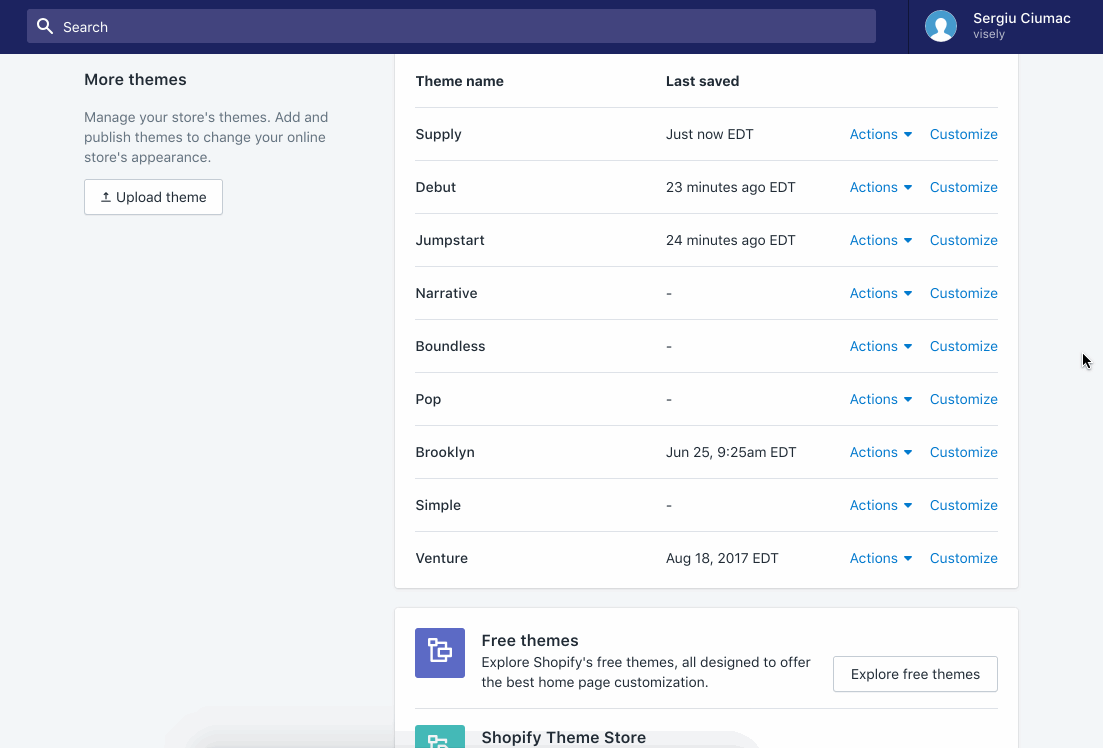 Search
Sergiu Ciumac
visely
More themes
Manage your store's themes. Add and
publish themes to change your online
store's appearance.
Upload theme
Theme name Last saved
Supply Just now EDT Actions Customize
Debut 23 minutes ago EDT Actions Customize
Jumpstart 24 minutes ago EDT Actions Customize
Narrative - Actions Customize
Boundless - Actions Customize
Pop - Actions Customize
Brooklyn Jun 25, 9:25am EDT Actions Customize
Simple - Actions Customize
Venture Aug 18, 2017 EDT Actions Customize
Free themes
Explore Shopify's free themes, all designed to offer
the best home page customization.
Explore free themes
Shopify Theme Store